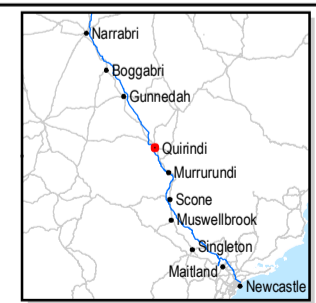 Narrabri
Boggabri
Gunnedah
Quirindi
Murrurundi
Scone
Muswellbrook
Singleton
Maitland
Newcastle